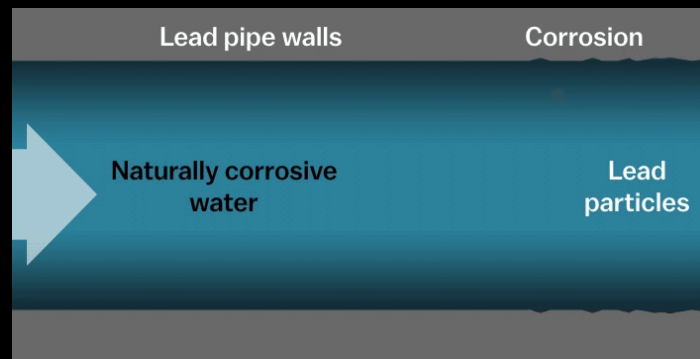 Lead pipe walls
Corrosion
Naturally corrosive
water
Lead
particles